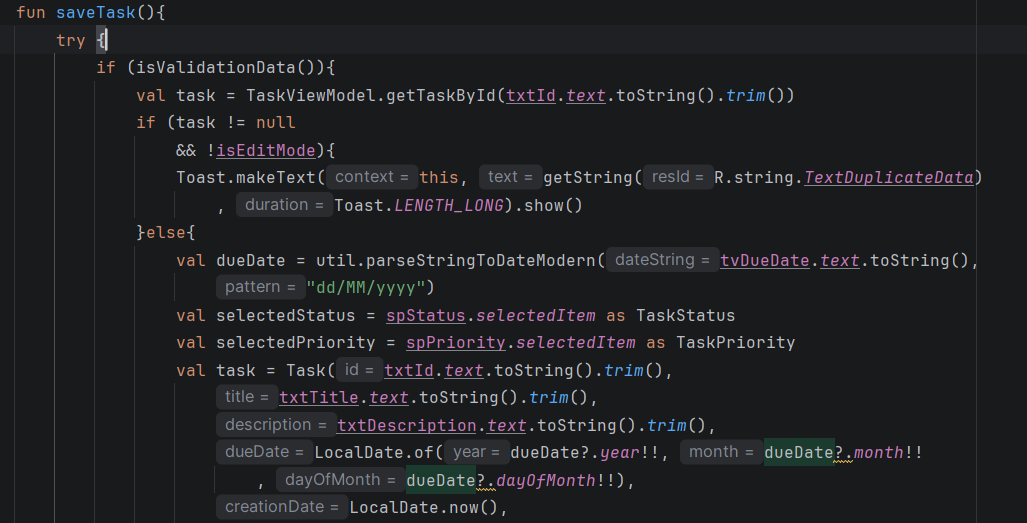 fun saveTask(){
try {
if (isValidationData()){
val task = TaskViewModel.getTaskById(txtId.text.toString().trim())
if (task != null
&& !isEditMode){
Toast.makeText( context = this, text = getString( resId = R.string.TextDuplicateData)
, duration = Toast.LENGTH_LONG).show()
}else{
val dueDate = util.parseStringToDateModern( dateString = tvDueDate.text.toString(),
pattern = "dd/MM/yyyy")
val selectedStatus = spStatus.selectedItem as TaskStatus
val selectedPriority = spPriority.selectedItem as TaskPriority
val task = Task( id = txtId.text.toString().trim(),
title = txtTitle.text.toString().trim(),
description = txtDescription.text.toString().trim(),
dueDate = LocalDate.of( year = dueDate?.year!!, month = dueDate?.month!!
, dayOfMonth = dueDate?.dayOfMonth!!),
creationDate = LocalDate.now(),